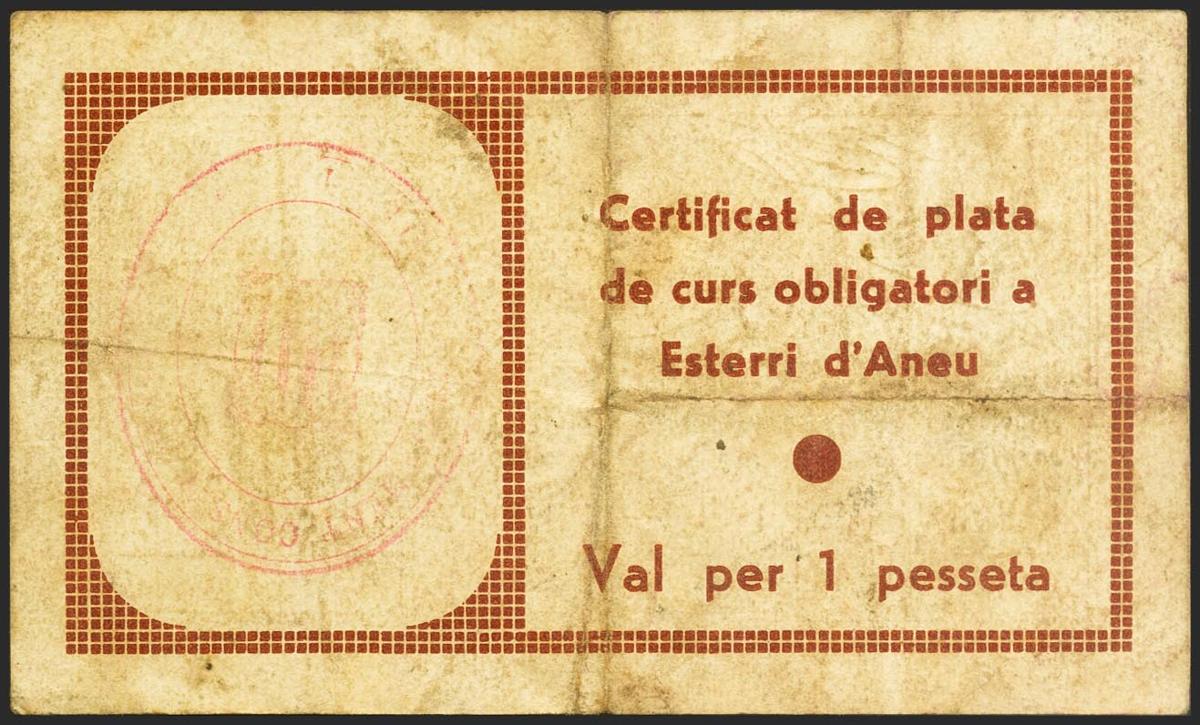 Certificat de plata
de curs obligatori a
Esterri d'Aneu
Val per 1 pesseta